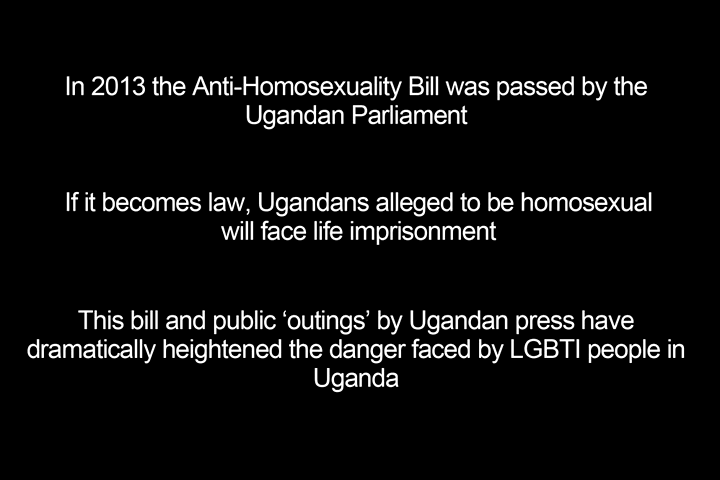 In 2013 the Anti-Homosexuality Bill was passed by the
Ugandan Parliament
If it becomes law, Ugandans alleged to be homosexual
will face life imprisonment
This bill and public ‘outings’ by Ugandan press have
dramatically heightened the danger faced by LGBTI people in
Uganda